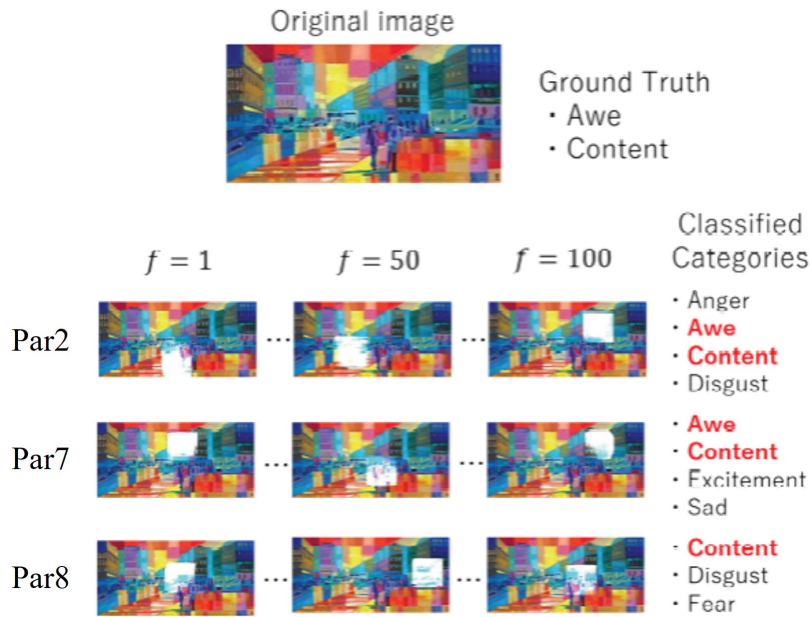 Original image
Ground Truth
· Awe
· Content
f = 1
f = 50
f = 100
Classified
Categories
Par2
...
...
· Anger
· Awe
· Content
· Disgust
Par7
...
...
· Awe
· Content
· Excitement
· Sad
Par8
...
...
· Content
· Disgust
· Fear